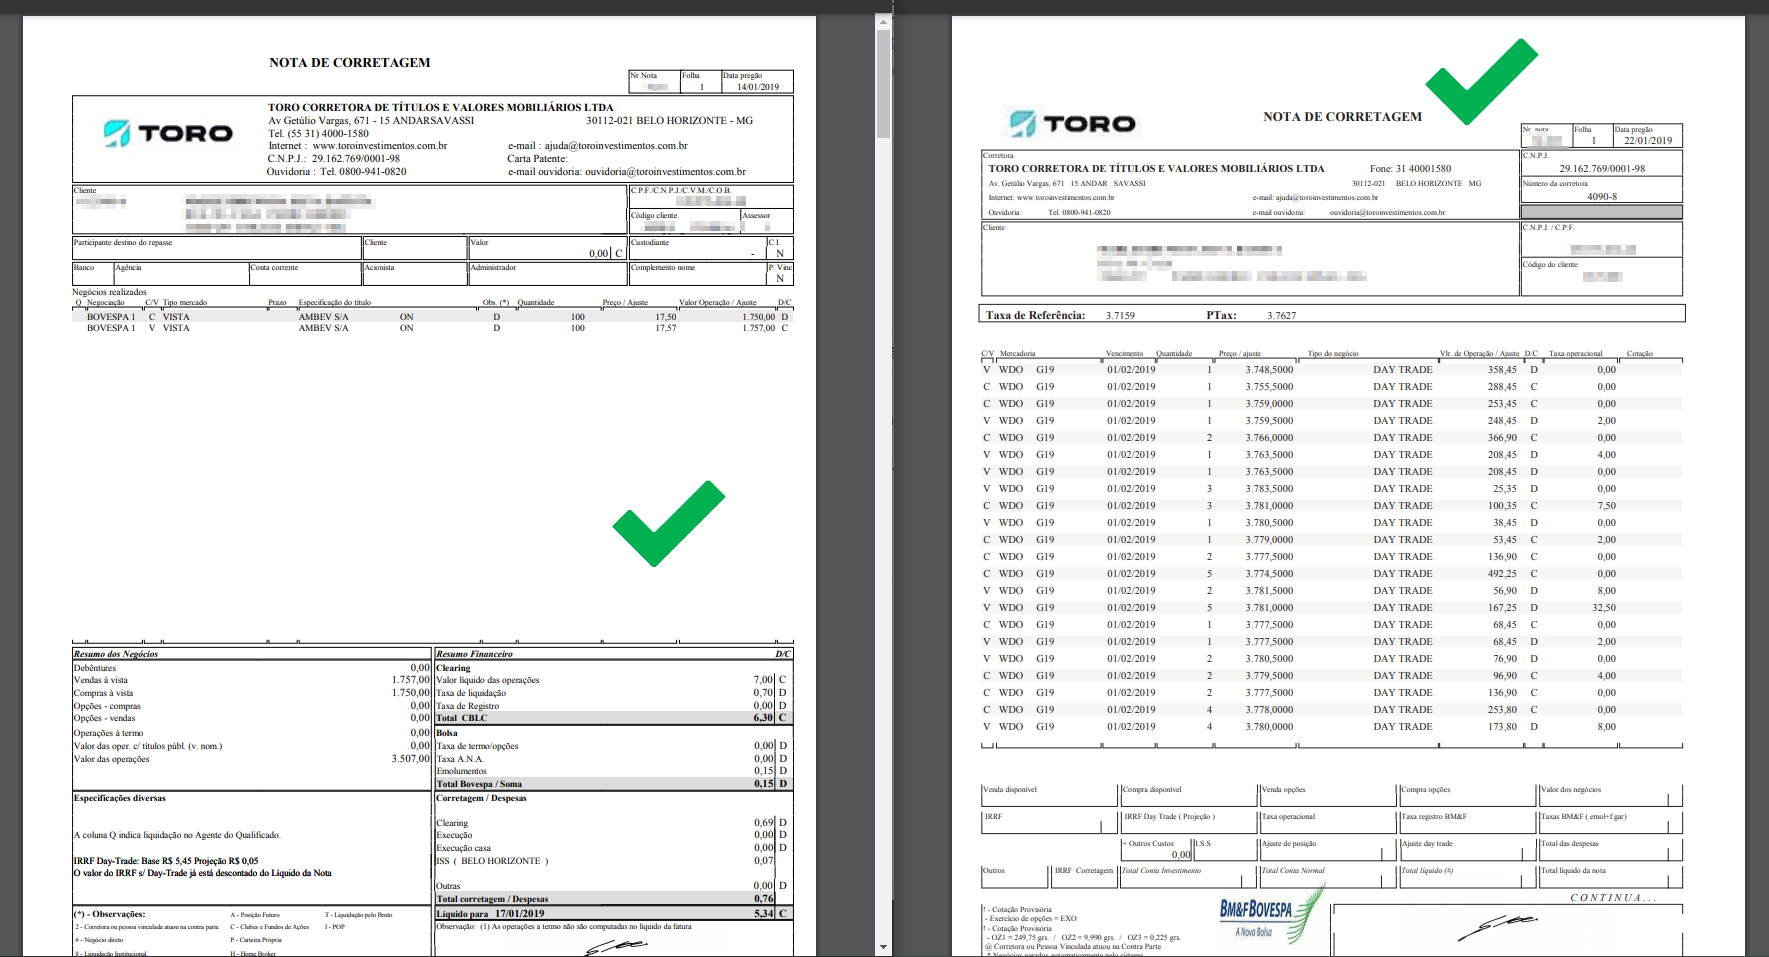 NOTA DE CORRETAGEM
Nr.Nota Folha Data pregão
1 14/01/2019
TORO
TORO CORRETORA DE TÍTULOS E VALORES MOBILIÁRIOS LTDA
Av Getúlio Vargas, 671 - 15 ANDARSAVASSI 30112-021 BELO HORIZONTE - MG
Tel. (55 31) 4000-1580
Internet : www.toroinvestimentos.com.br e-mail : ajuda@toroinvestimentos.com.br
C.N.P.J.: 29.162.769/0001-98 Carta Patente:
Ouvidoria : Tel. 0800-941-0820 e-mail ouvidoria: ouvidoria@toroinvestimentos.com.br
Cliente C.P.F./C.N.P.J./C.V.M./C.O.B.
Código cliente Assessor
Participante destino do repasse Cliente Valor Custodiante C.I.
0,00 C - N
Banco Agência Conta corrente Acionista Administrador Complemento nome P. Vinc
N
Negócios realizados
Q Negociação C/V Tipo mercado Prazo Especificação do título Obs. (*) Quantidade Preço / Ajuste Valor Operação / Ajuste D/C
BOVESPA 1 C VISTA AMBEV S/A ON D 100 17,50 1.750,00 D
BOVESPA 1 V VISTA AMBEV S/A ON D 100 17,57 1.757,00 C
Resumo dos Negócios
Debêntures 0,00
Vendas à vista 1.757,00
Compras à vista 1.750,00
Opções - compras 0,00
Opções - vendas 0,00
Operações à termo 0,00
Valor das oper. c/ títulos públ. (v. nom.) 0,00
Valor das operações 3.507,00
Especificações diversas
A coluna Q indica liquidação no Agente do Qualificado.
IRRF Day-Trade: Base R$ 5,45 Projeção R$ 0,05
O valor do IRRF s/ Day-Trade já está descontado do Líquido da Nota
(*) - Observações: A - Posição Futuro T - Liquidação pelo Bruto
2 - Corretora ou pessoa vinculada atuou na contra parte. C - Clubes e Fundos de Ações I - POP
# - Negócio direto P - Carteira Própria
8 - Liquidação Institucional H - Home Broker
Resumo Financeiro D/C
Clearing
Valor líquido das operações 7,00 C
Taxa de liquidação 0,70 D
Taxa de Registro 0,00 D
Total CBLC 6,30 C
Bolsa
Taxa de termo/opções 0,00 D
Taxa A.N.A. 0,00 D
Emolumentos 0,15 D
Total Bovespa / Soma 0,15 D
Corretagem / Despesas
Clearing 0,69 D
Execução 0,00 D
Execução casa 0,00 D
ISS ( BELO HORIZONTE ) 0,07
Outras 0,00 D
Total corretagem / Despesas 0,76
Líquido para 17/01/2019 5,34 C
Observação: (1) As operações a termo não são computadas no líquido da fatura
TORO
NOTA DE CORRETAGEM
Nr. nota Folha Data pregão
1 22/01/2019
Corretora C.N.P.J.
TORO CORRETORA DE TÍTULOS E VALORES MOBILIÁRIOS LTDA Fone: 31 40001580 29.162.769/0001-98
Av. Getúlio Vargas, 671 15 ANDAR SAVASSI 30112-021 BELO HORIZONTE MG Número da corretora
Internet: www.toroinvestimentos.com.br e-mail: ajuda@toroinvestimentos.com.br 4090-8
Ouvidoria: Tel. 0800-941-0820 e-mail ouvidoria: ouvidoria@toroinvestimentos.com.br
Cliente C.N.P.J. / C.P.F.
Código do cliente
Taxa de Referência: 3.7159 PTax: 3.7627
C/V Mercadoria Vencimento Quantidade Preço / ajuste Tipo do negócio Vlr. de Operação / Ajuste D/C Taxa operacional Cotação
V WDO G19 01/02/2019 1 3.748,5000 DAY TRADE 358,45 D 0,00
C WDO G19 01/02/2019 1 3.755,5000 DAY TRADE 288,45 C 0,00
C WDO G19 01/02/2019 1 3.759,0000 DAY TRADE 253,45 C 0,00
V WDO G19 01/02/2019 1 3.759,5000 DAY TRADE 248,45 D 2,00
C WDO G19 01/02/2019 2 3.766,0000 DAY TRADE 366,90 C 0,00
V WDO G19 01/02/2019 1 3.763,5000 DAY TRADE 208,45 D 4,00
V WDO G19 01/02/2019 1 3.763,5000 DAY TRADE 208,45 D 0,00
V WDO G19 01/02/2019 3 3.783,5000 DAY TRADE 25,35 D 0,00
C WDO G19 01/02/2019 3 3.781,0000 DAY TRADE 100,35 C 7,50
V WDO G19 01/02/2019 1 3.780,5000 DAY TRADE 38,45 D 0,00
C WDO G19 01/02/2019 1 3.779,0000 DAY TRADE 53,45 C 2,00
C WDO G19 01/02/2019 2 3.777,5000 DAY TRADE 136,90 C 0,00
C WDO G19 01/02/2019 5 3.774,5000 DAY TRADE 492,25 C 0,00
V WDO G19 01/02/2019 2 3.781,5000 DAY TRADE 56,90 D 8,00
V WDO G19 01/02/2019 5 3.781,0000 DAY TRADE 167,25 D 32,50
C WDO G19 01/02/2019 1 3.777,5000 DAY TRADE 68,45 C 0,00
V WDO G19 01/02/2019 1 3.777,5000 DAY TRADE 68,45 D 2,00
V WDO G19 01/02/2019 2 3.780,5000 DAY TRADE 76,90 D 0,00
C WDO G19 01/02/2019 2 3.779,5000 DAY TRADE 96,90 C 4,00
C WDO G19 01/02/2019 2 3.777,5000 DAY TRADE 136,90 C 0,00
C WDO G19 01/02/2019 4 3.778,0000 DAY TRADE 253,80 C 0,00
V WDO G19 01/02/2019 4 3.780,0000 DAY TRADE 173,80 D 8,00
Venda disponível Compra disponível Venda opções Compra opções Valor dos negócios
IRRF IRRF Day Trade ( Projeção ) Taxa operacional Taxa registro BM&F Taxas BM&F ( emol+f.gar)
+ Outros Custos I.S.S Ajuste de posição Ajuste day trade Total das despesas
0,00
Outros IRRF Corretagem Total Conta Investimento Total Conta Normal Total líquido (#) Total líquido da nota
CONTINUA...
! - Cotação Provisória
- Exercício de opções = EXO
! - Cotação Provisória
- OZ1 = 249,75 grs. / OZ2 = 9,990 grs. / OZ3 = 0,225 grs.
@ Corretora ou Pessoa Vinculada atuou na Contra Parte
* Negócios gerados automaticamente pelo sistema
BM&FBOVESPA
A Nova Bolsa